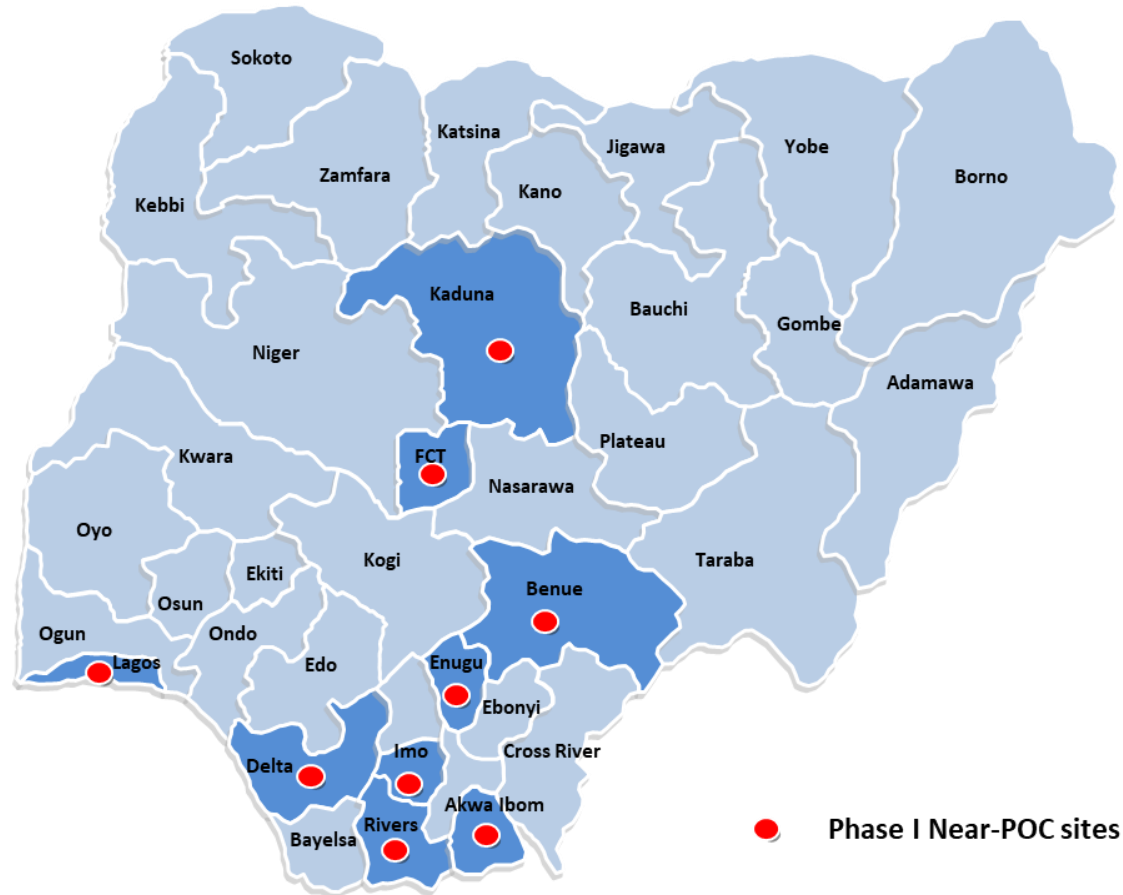 Sokoto
Katsina
Jigawa
Yobe
Zamfara
Kano
Borno
Kebbi
Kaduna
Bauchi
Gombe
Niger
Adamawa
Plateau
Kwara
FCT
Nasarawa
Oyo
Kogi
Taraba
Ekiti
Benue
Osun
Ogun
Ondo
Lagos
Edo
Enugu
Ebonyi
Delta
Imo
Cross River
Akwa Ibom
Bayelsa
Rivers
Phase I Near-POC sites